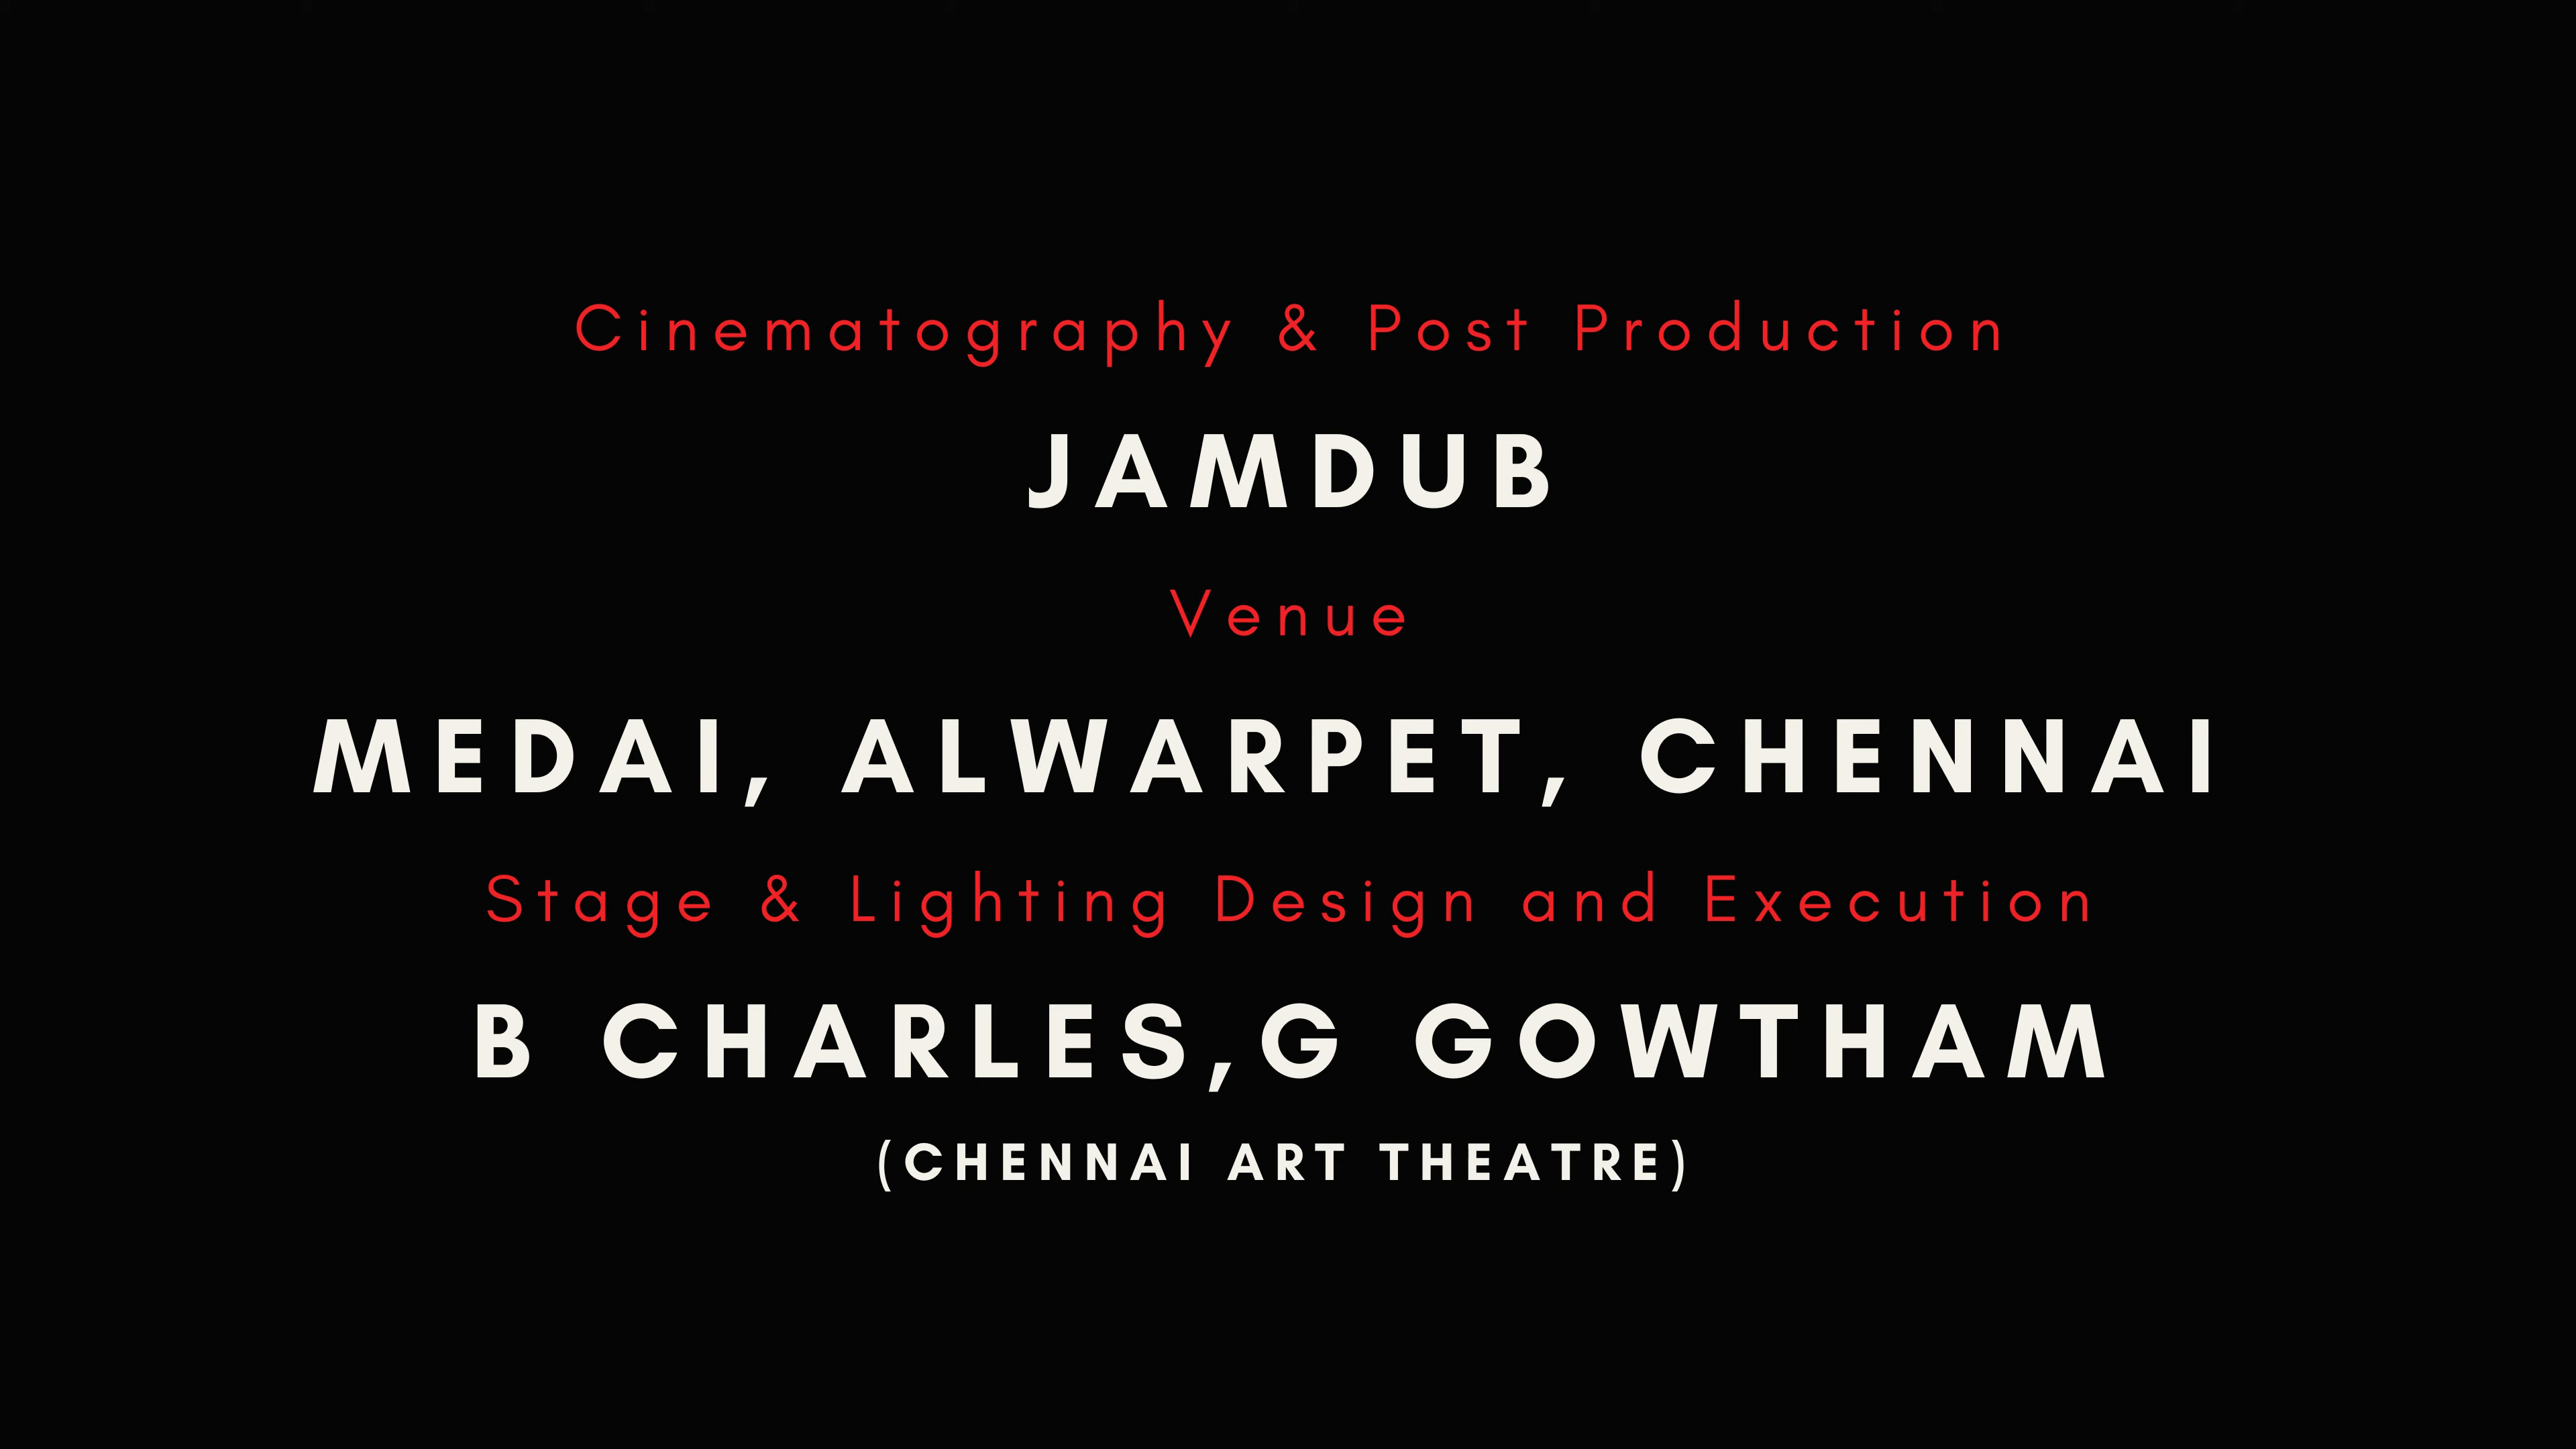 Cinematography & Post Production
JAMDUB
Venue
MEDAI, ALWARPET, CHENNAI
Stage & Lighting Design and Execution
B CHARLES,G GOWTHAM
(CHENNAI ART THEATRE)